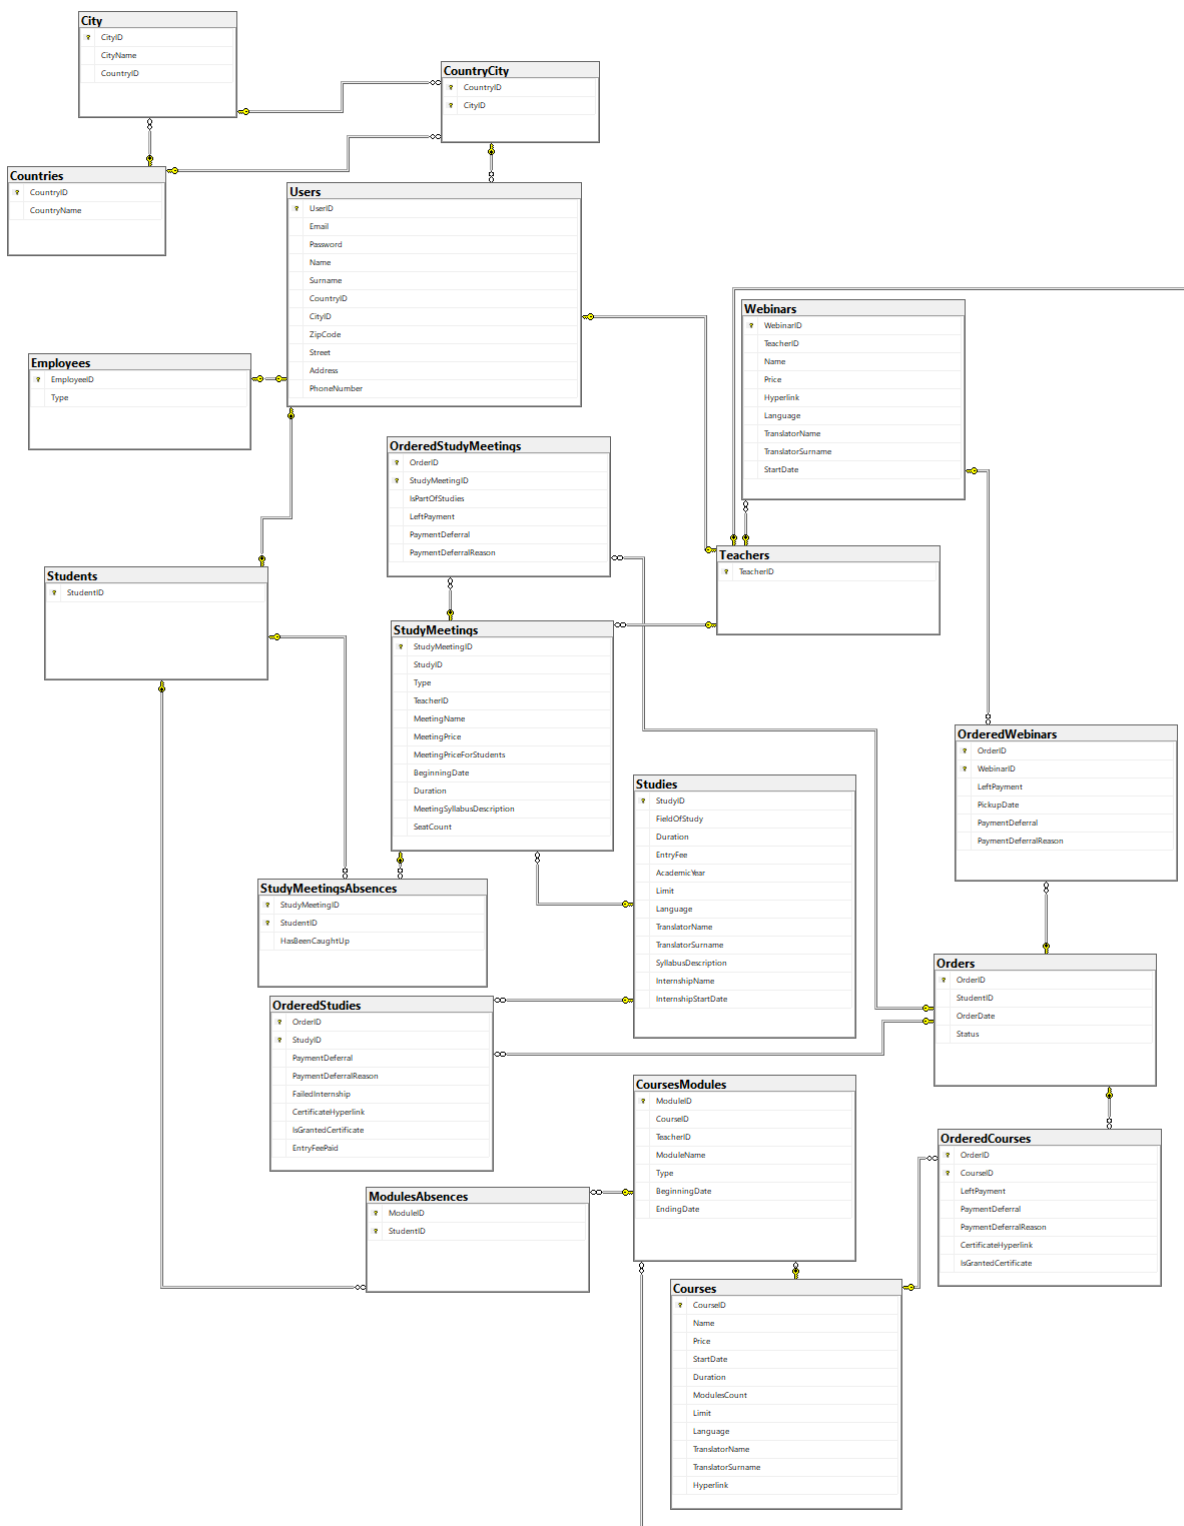 City
CityID
CityName
CountryID
CountryCity
CountryID
CityID
Countries
CountryID
CountryName
Users
UserID
Email
Password
Name
Surname
CountryID
CityID
ZipCode
Street
Address
PhoneNumber
Webinars
WebinarID
TeacherID
Name
Price
Hyperlink
Language
TranslatorName
TranslatorSurname
StartDate
Employees
EmployeeID
Type
OrderedStudyMeetings
OrderID
StudyMeetingID
IsPartOfStudies
LeftPayment
PaymentDeferral
PaymentDeferralReason
Teachers
TeacherID
Students
StudentID
StudyMeetings
StudyMeetingID
StudyID
Type
TeacherID
MeetingName
MeetingPrice
MeetingPriceForStudents
BeginningDate
Duration
MeetingSyllabusDescription
SeatCount
OrderedWebinars
OrderID
WebinarID
LeftPayment
PickupDate
PaymentDeferral
PaymentDeferralReason
Studies
StudyID
FieldOfStudy
Duration
EntryFee
AcademicYear
Limit
Language
TranslatorName
TranslatorSurname
SyllabusDescription
InternshipName
InternshipStartDate
StudyMeetingsAbsences
StudyMeetingID
StudentID
HasBeenCaughtUp
Orders
OrderID
StudentID
OrderDate
Status
OrderedStudies
OrderID
StudyID
PaymentDeferral
PaymentDeferralReason
FailedInternship
CertificateHyperlink
IsGrantedCertificate
EntryFeePaid
CoursesModules
ModuleID
CourseID
TeacherID
ModuleName
Type
BeginningDate
EndingDate
OrderedCourses
OrderID
CourseID
LeftPayment
PaymentDeferral
PaymentDeferralReason
CertificateHyperlink
IsGrantedCertificate
ModulesAbsences
ModuleID
StudentID
Courses
CourseID
Name
Price
StartDate
Duration
ModulesCount
Limit
Language
TranslatorName
TranslatorSurname
Hyperlink